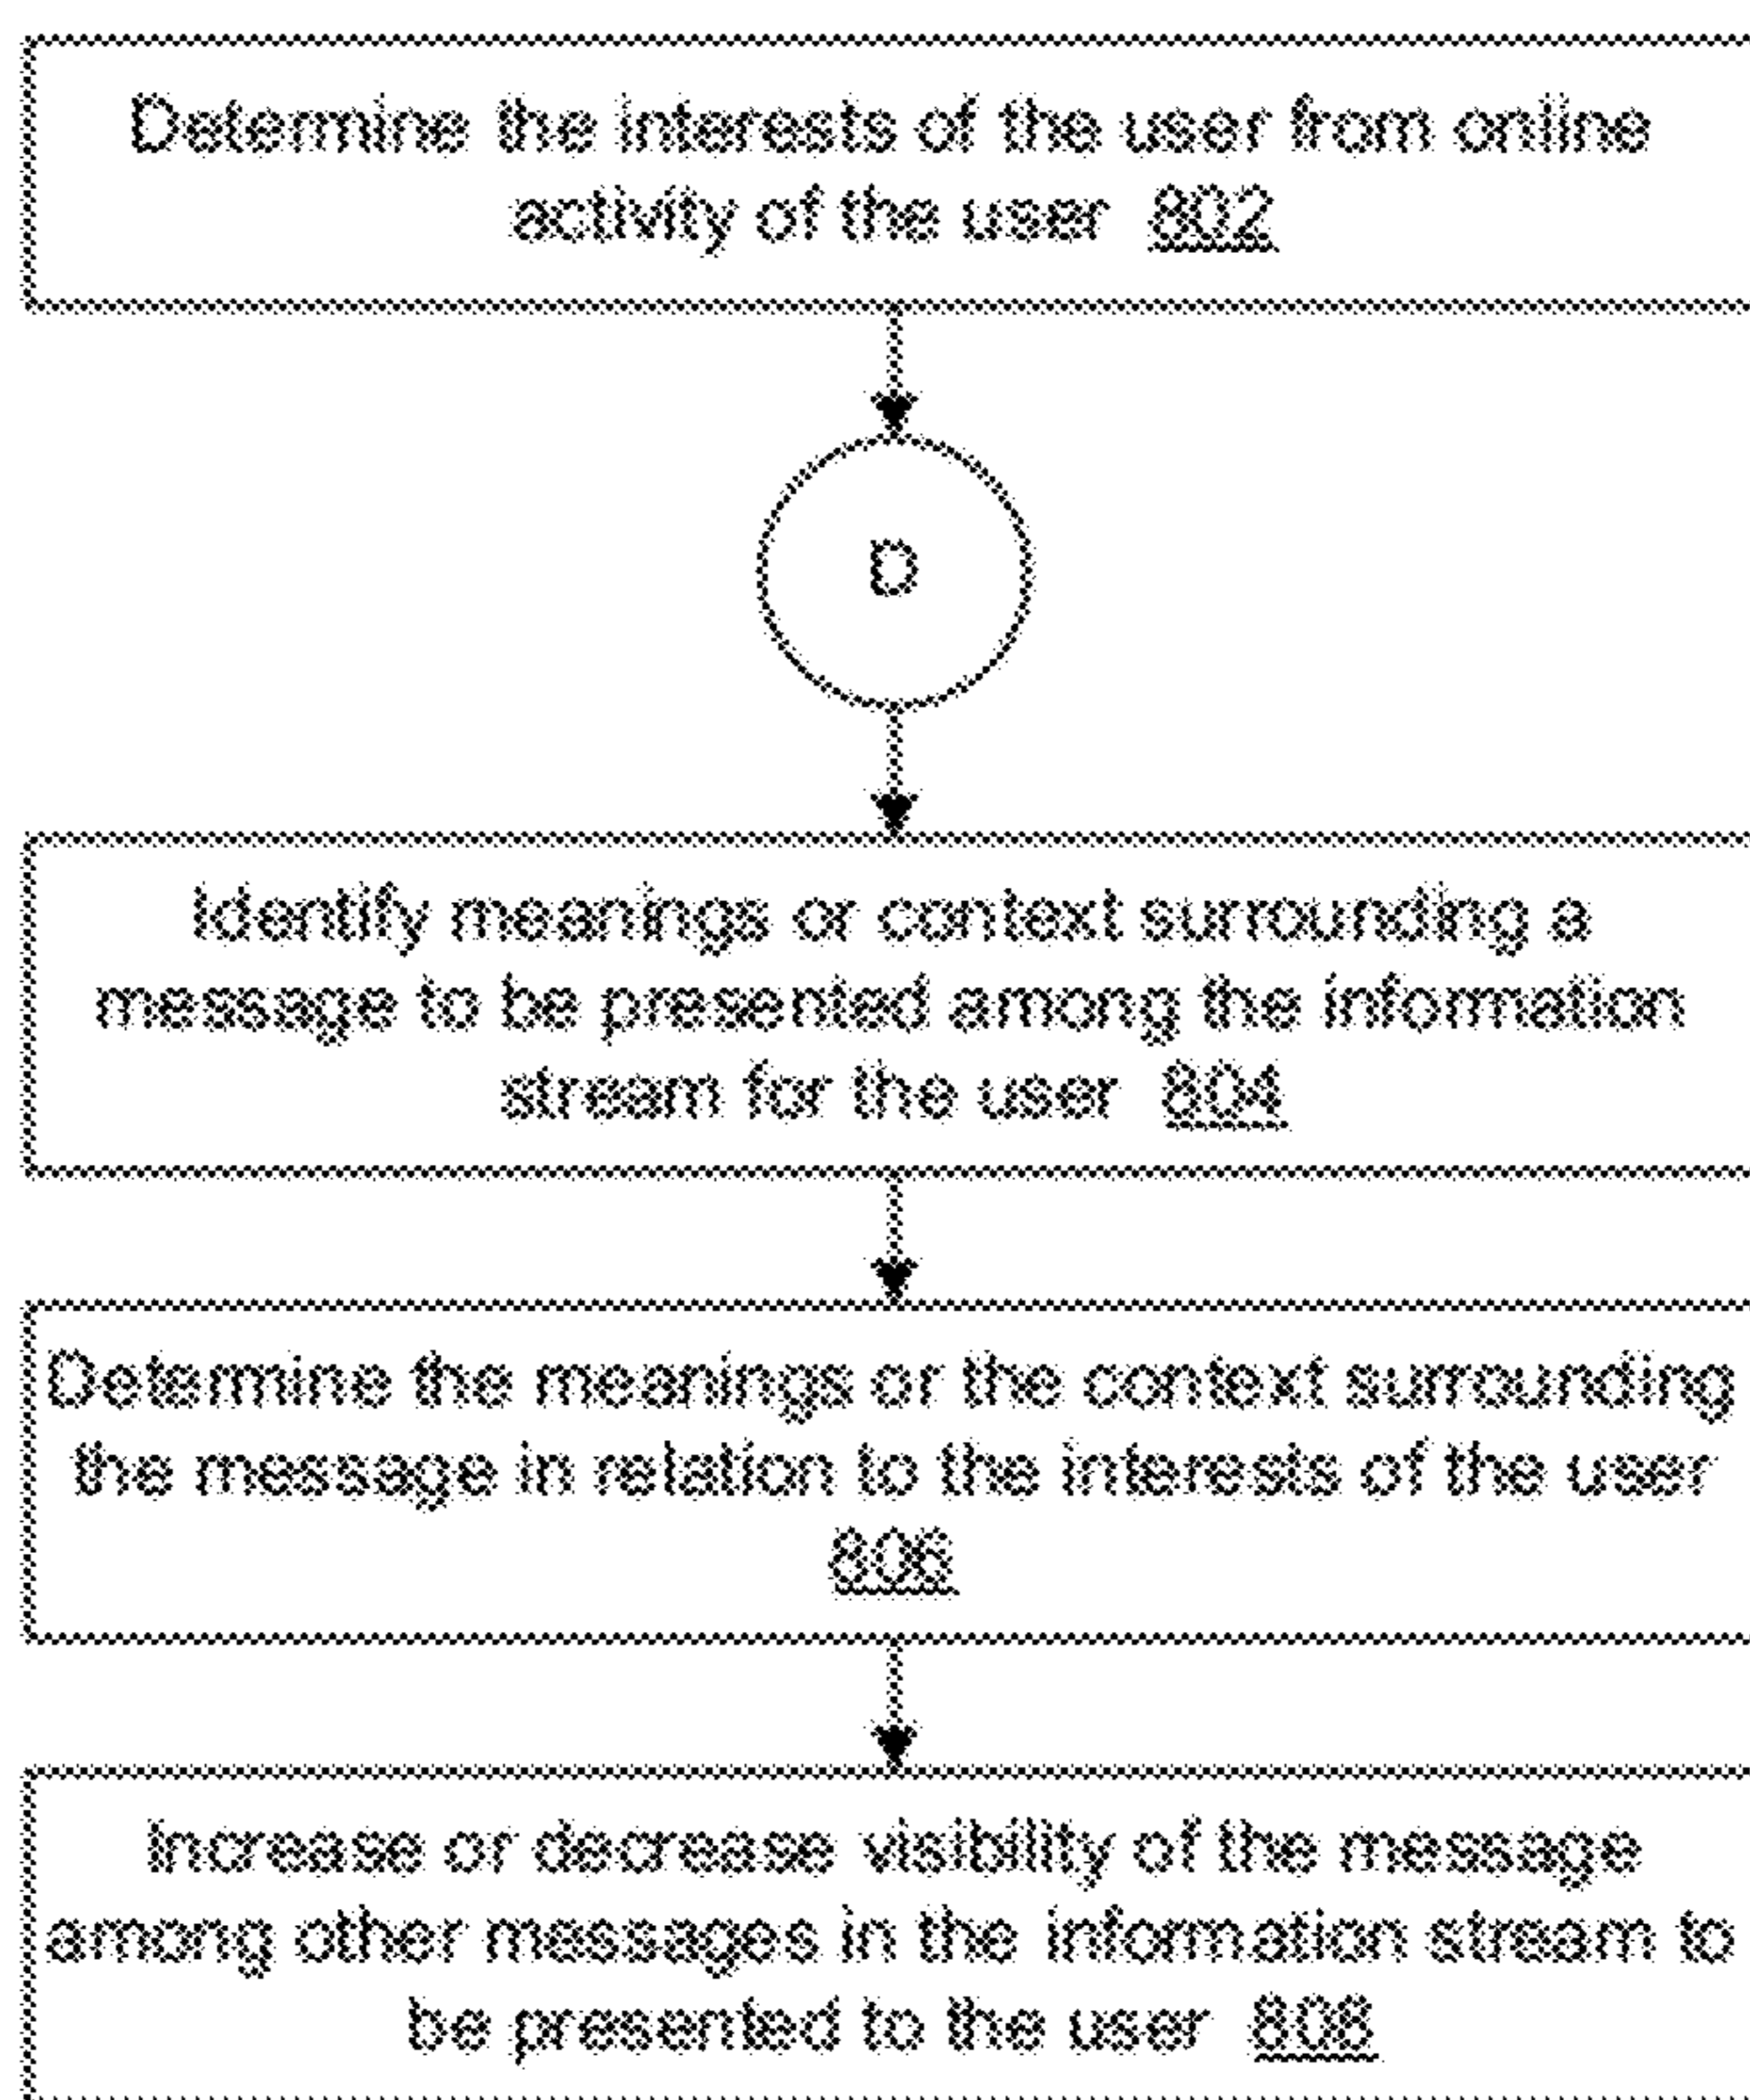 Determine the interests of the user from online
activity of the user 802
D
Identify meanings or context surrounding a
message to be presented among the information
stream for the user 804
Determine the meanings or the context surrounding
the message in relation to the interests of the user
806
Increase or decrease visibility of the message
among other messages in the information stream to
be presented to the user 808